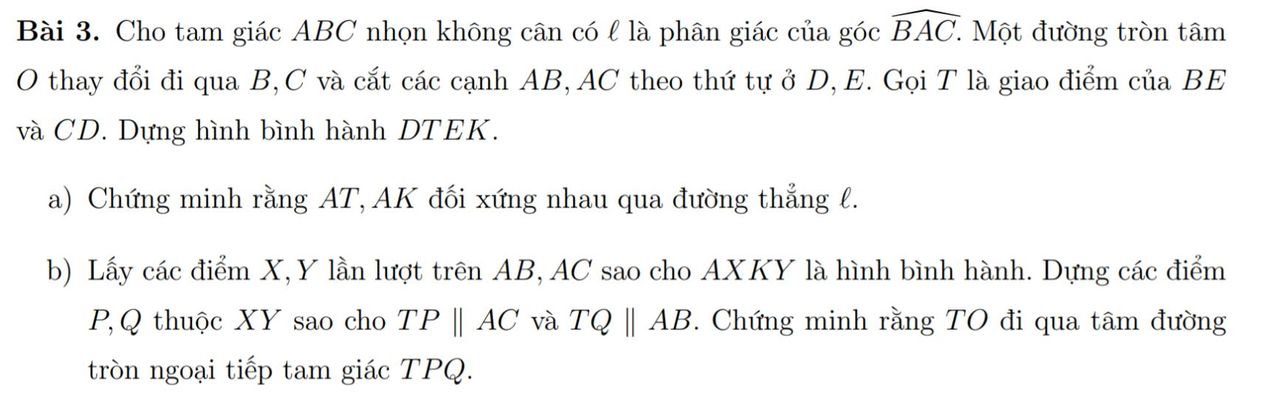 Bài 3. Cho tam giác ABC nhọn không cân có ℓ là phân giác của góc $\widehat{BAC}$. Một đường tròn tâm
O thay đổi đi qua B, C và cắt các cạnh AB, AC theo thứ tự ở D, E. Gọi T là giao điểm của BE
và CD. Dựng hình bình hành DTEK.
a) Chứng minh rằng AT, AK đối xứng nhau qua đường thẳng ℓ.
b) Lấy các điểm X, Y lần lượt trên AB, AC sao cho AXKY là hình bình hành. Dựng các điểm
P, Q thuộc XY sao cho TP ∥ AC và TQ ∥ AB. Chứng minh rằng TO đi qua tâm đường
tròn ngoại tiếp tam giác TPQ.